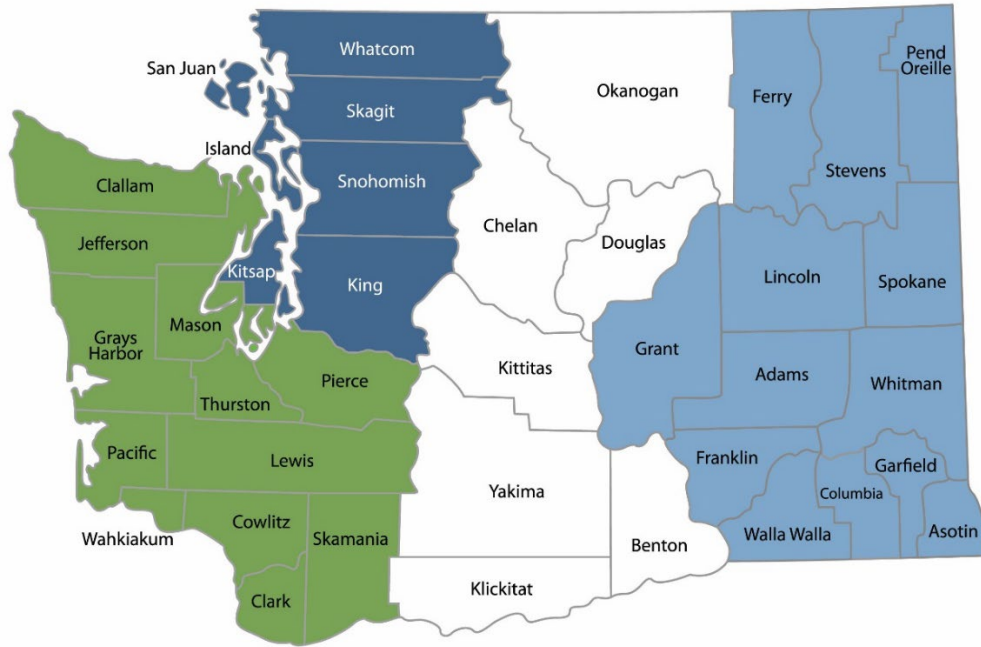 Whatcom
San Juan
Pend
Oreille
Okanogan
Ferry
Skagit
Island
Stevens
Clallam
Snohomish
Chelan
Douglas
Jefferson
Kitsap
King
Lincoln
Spokane
Mason
Grays
Harbor
Grant
Kittitas
Pierce
Adams
Whitman
Thurston
Pacific
Lewis
Franklin
Garfield
Yakima
Columbia
Cowlitz
Skamania
Wahkiakum
Benton
Walla Walla
Asotin
Klickitat
Clark